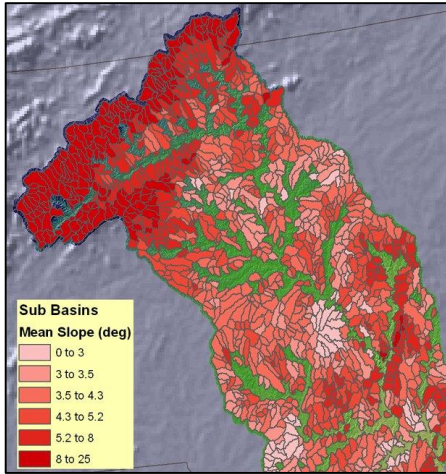 Sub Basins
Mean Slope (deg)
0 to 3
3 to 3.5
3.5 to 4.3
4.3 to 5.2
5.2 to 8
8 to 25